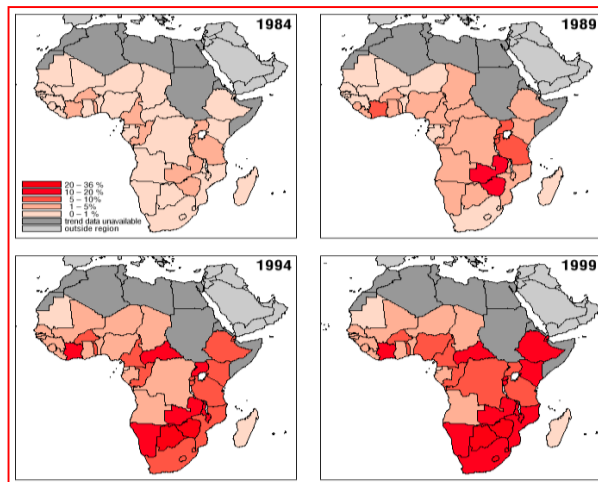 1984
1989
20 – 36 %
10 – 20 %
5 – 10%
1 – 5%
0 – 1 %
trend data unavailable
outside region
1994
1999